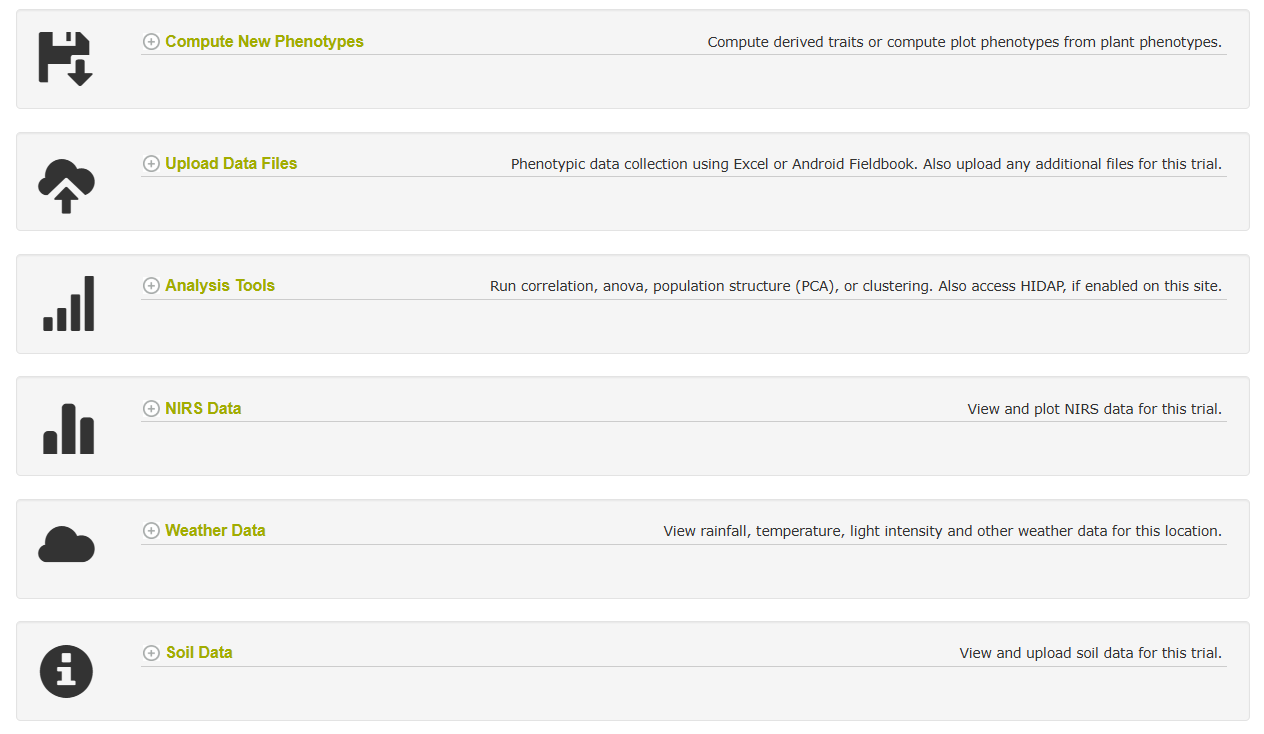 Compute New Phenotypes Compute derived traits or compute plot phenotypes from plant phenotypes.
Upload Data Files Phenotypic data collection using Excel or Android Fieldbook. Also upload any additional files for this trial.
Analysis Tools Run correlation, anova, population structure (PCA), or clustering. Also access HIDAP, if enabled on this site.
NIRS Data View and plot NIRS data for this trial.
Weather Data View rainfall, temperature, light intensity and other weather data for this location.
Soil Data View and upload soil data for this trial.